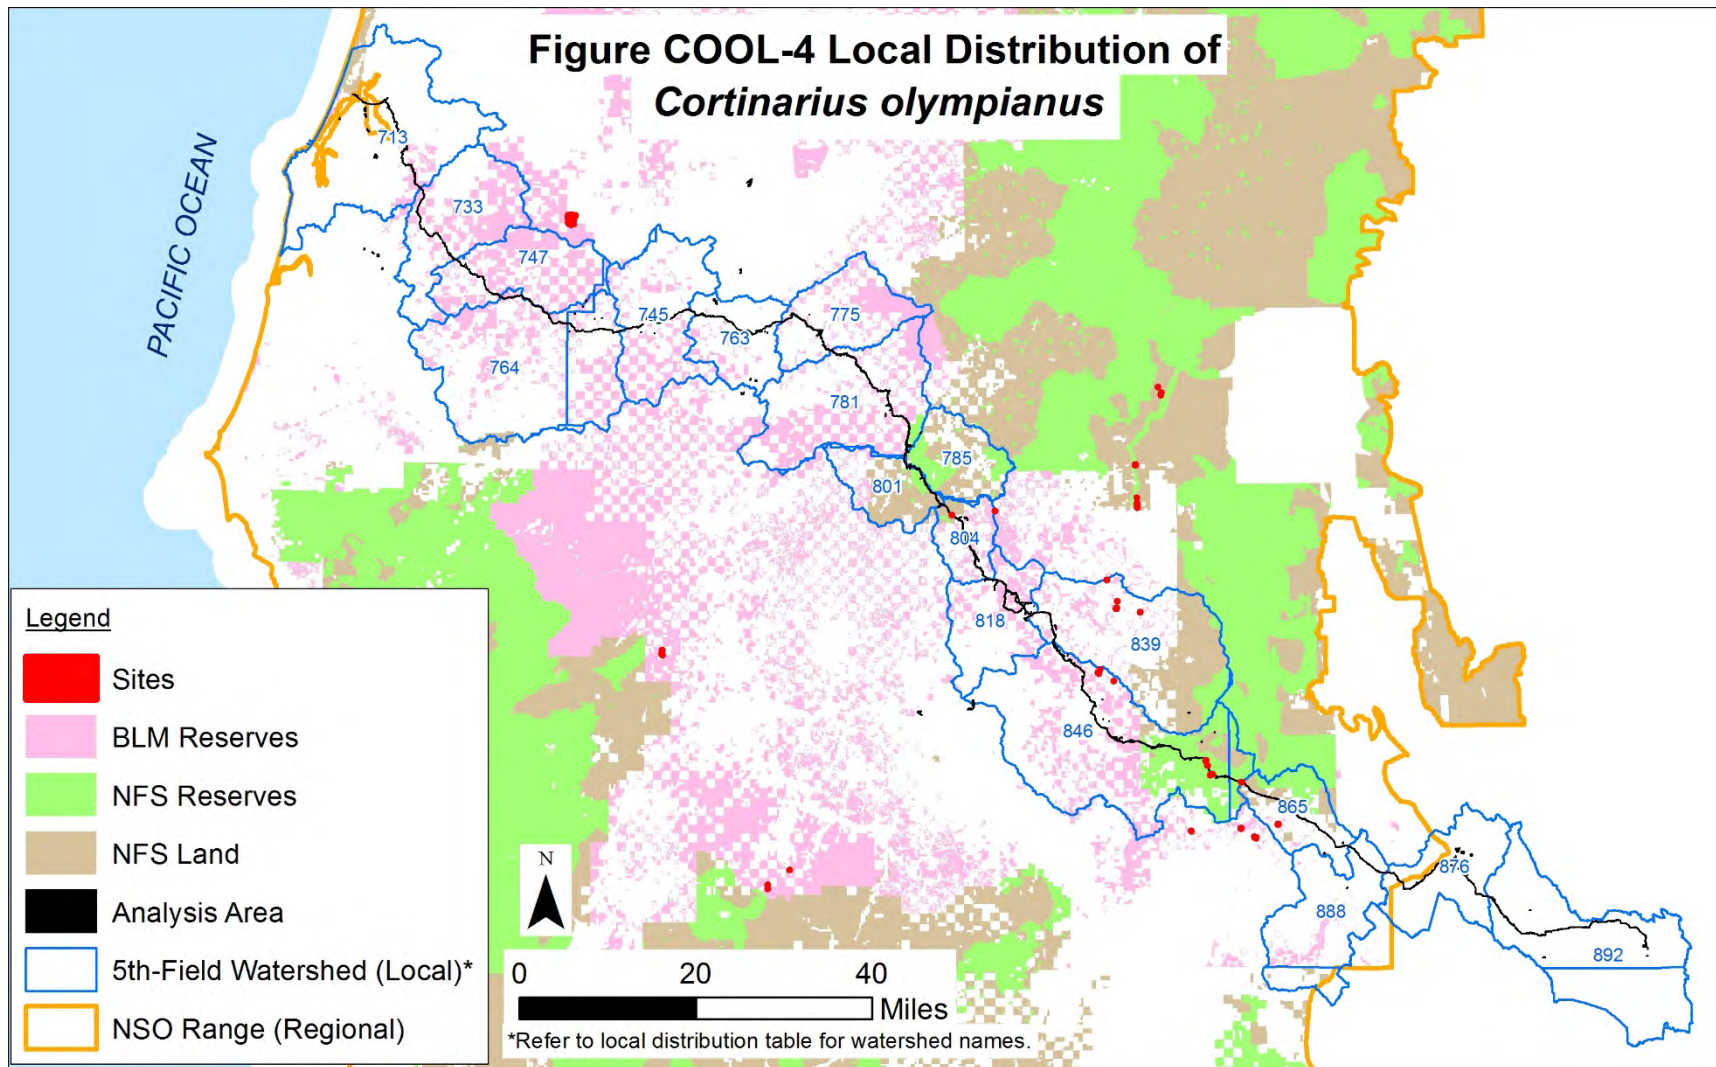 Figure COOL-4 Local Distribution of
Cortinarius olympianus
PACIFIC OCEAN
713
733
747
745
775
763
764
781
785
801
804
818
839
846
865
876
888
892
Legend
Sites
BLM Reserves
NFS Reserves
NFS Land
Analysis Area
5th-Field Watershed (Local)*
NSO Range (Regional)
N
0 20 40
Miles
*Refer to local distribution table for watershed names.